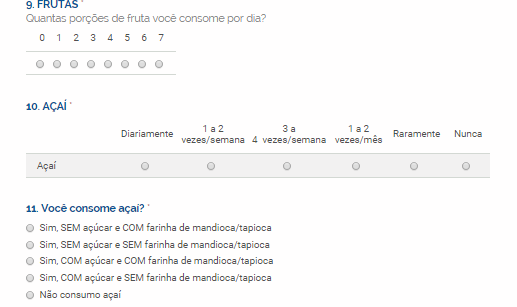 9. FRUTAS *
Quantas porções de fruta você consome por dia?
0 1 2 3 4 5 6 7
10. AÇAÍ *
Diariamente 1 a 2 vezes/semana 3 a 4 vezes/semana 1 a 2 vezes/mês Raramente Nunca
Açaí
11. Você consome açaí? *
Sim, SEM açúcar e COM farinha de mandioca/tapioca
Sim, SEM açúcar e SEM farinha de mandioca/tapioca
Sim, COM açúcar e COM farinha de mandioca/tapioca
Sim, COM açúcar e SEM farinha de mandioca/tapioca
Não consumo açaí